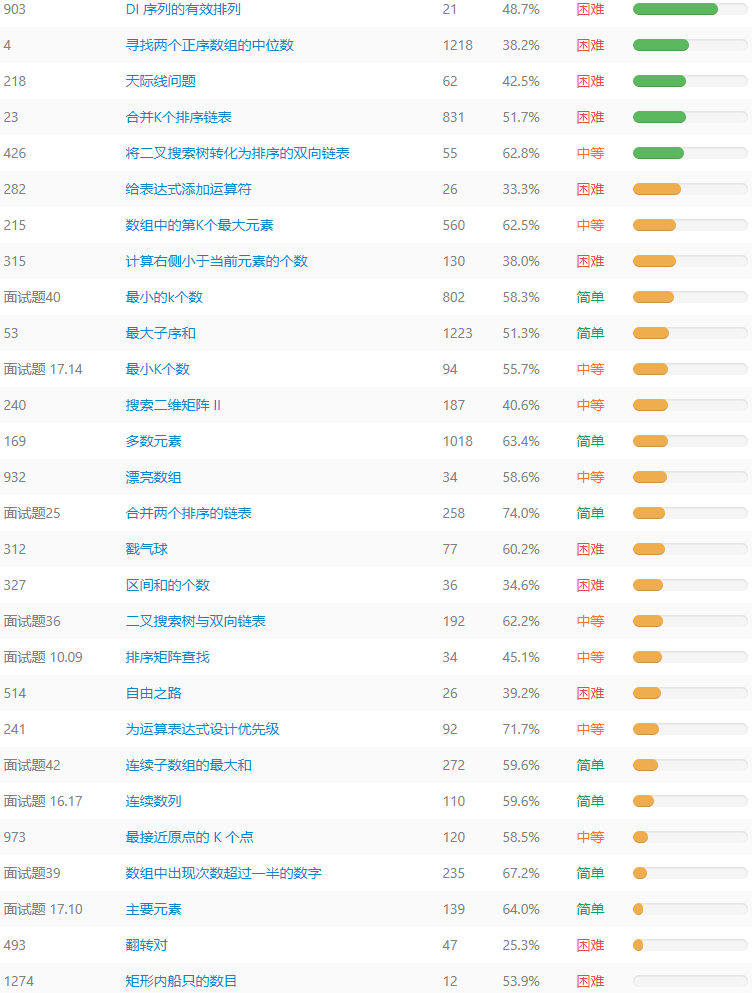 903 DI 序列的有效排列 21 48.7% 困难
4 寻找两个正序数组的中位数 1218 38.2% 困难
218 天际线问题 62 42.5% 困难
23 合并K个排序链表 831 51.7% 困难
426 将二叉搜索树转化为排序的双向链表 55 62.8% 中等
282 给表达式添加运算符 26 33.3% 困难
215 数组中的第K个最大元素 560 62.5% 中等
315 计算右侧小于当前元素的个数 130 38.0% 困难
面试题40 最小的k个数 802 58.3% 简单
53 最大子序和 1223 51.3% 简单
面试题 17.14 最小K个数 94 55.7% 中等
240 搜索二维矩阵 II 187 40.6% 中等
169 多数元素 1018 63.4% 简单
932 漂亮数组 34 58.6% 中等
面试题25 合并两个排序的链表 258 74.0% 简单
312 戳气球 77 60.2% 困难
327 区间和的个数 36 34.6% 困难
面试题36 二叉搜索树与双向链表 192 62.2% 中等
面试题 10.09 排序矩阵查找 34 45.1% 中等
514 自由之路 26 39.2% 困难
241 为运算表达式设计优先级 92 71.7% 中等
面试题42 连续子数组的最大和 272 59.6% 简单
面试题 16.17 连续数列 110 59.6% 简单
973 最接近原点的 K 个点 120 58.5% 中等
面试题39 数组中出现次数超过一半的数字 235 67.2% 简单
面试题 17.10 主要元素 139 64.0% 简单
493 翻转对 47 25.3% 困难
1274 矩形内船只的数目 12 53.9% 困难